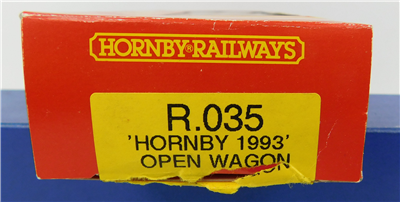 HORNBY®RAILWAYS
R.035
'HORNBY 1993'
OPEN WAGON